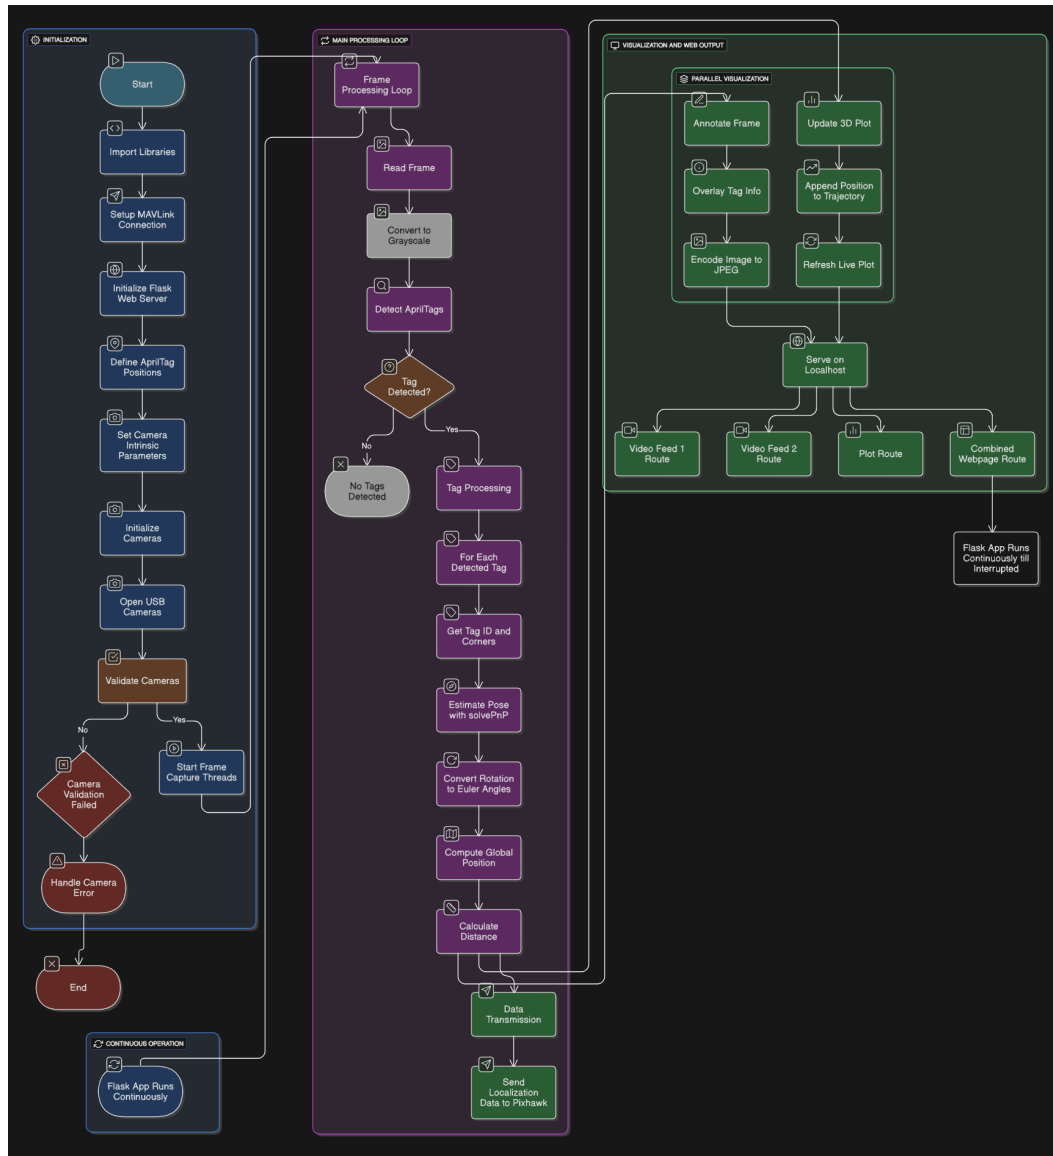 INITIALIZATION
Start
Import Libraries
Setup MAVLink
Connection
Initialize Flask
Web Server
Define AprilTag
Positions
Set Camera
Intrinsic
Parameters
Initialize
Cameras
Open USB
Cameras
Validate Cameras
No
Yes
Camera
Validation
Failed
Start Frame
Capture Threads
Handle Camera
Error
End
CONTINUOUS OPERATION
Flask App Runs
Continuously
MAIN PROCESSING LOOP
Frame
Processing Loop
Read Frame
Convert to
Grayscale
Detect AprilTags
Tag
Detected?
No
Yes
No Tags
Detected
Tag Processing
For Each
Detected Tag
Get Tag ID and
Corners
Estimate Pose
with solvePnP
Convert Rotation
to Euler Angles
Compute Global
Position
Calculate
Distance
Data
Transmission
Send
Localization
Data to Pixhawk
VISUALIZATION AND WEB OUTPUT
PARALLEL VISUALIZATION
Annotate Frame
Update 3D Plot
Overlay Tag Info
Append Position
to Trajectory
Encode Image to
JPEG
Refresh Live Plot
Serve on
Localhost
Video Feed 1
Route
Video Feed 2
Route
Plot Route
Combined
Webpage Route
Flask App Runs
Continuously till
Interrupted